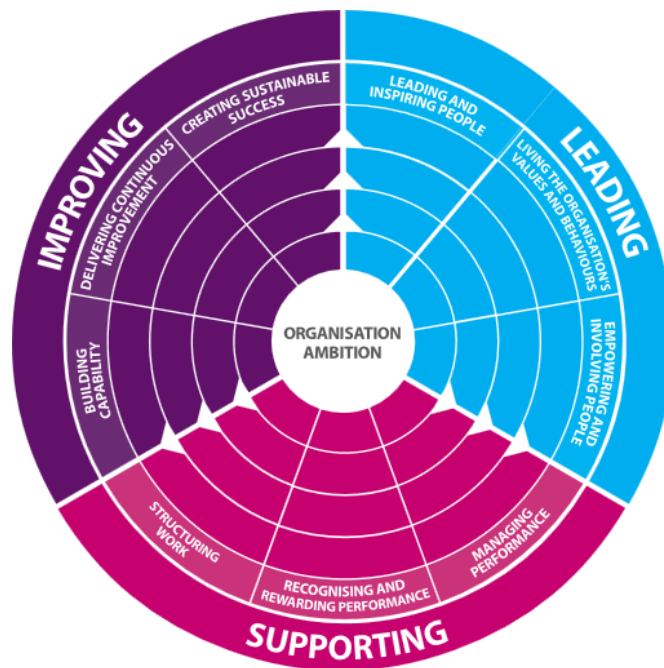 IMPROVING
CREATING SUSTAINABLE
SUCCESS
DELIVERING CONTINUOUS
IMPROVEMENT
BUILDING
CAPABILITY
LEADING
LEADING AND
INSPIRING PEOPLE
LIVING THE ORGANISATION'S
VALUES AND BEHAVIOURS
EMPOWERING AND
INVOLVING PEOPLE
ORGANISATION
AMBITION
STRUCTURING
WORK
RECOGNISING AND
REWARDING PERFORMANCE
MANAGING
PERFORMANCE
SUPPORTING